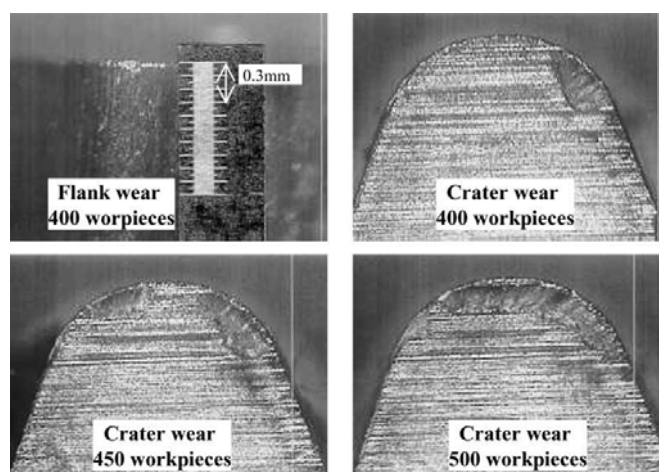 0.3mm
Flank wear
400 worpieces
Crater wear
400 workpieces
Crater wear
450 workpieces
Crater wear
500 workpieces